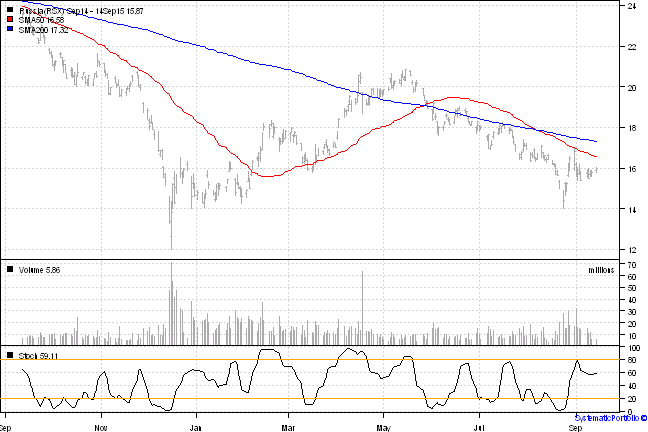 Russia(RSX) Sep14 - 14Sep15 15.87
SMA50 16.58
SMA200 17.32
24
22
20
18
16
14
12
Volume 5.86
millions
70
60
50
40
30
20
10
Stoch 59.11
100
80
60
40
20
0
Sep Nov Jan Mar May Jul Sep
SystematicPortfolio ©